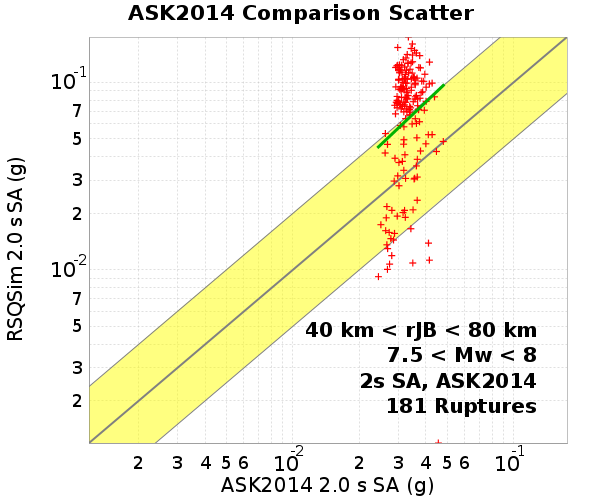 ASK2014 Comparison Scatter
10-1
7
5
3
2
10-2
7
5
3
2
RSQSim 2.0 s SA (g)
40 km < rJB < 80 km
7.5 < Mw < 8
2s SA, ASK2014
181 Ruptures
2 3 4 5 6 10-2 2 3 4 5 6 10-1
ASK2014 2.0 s SA (g)